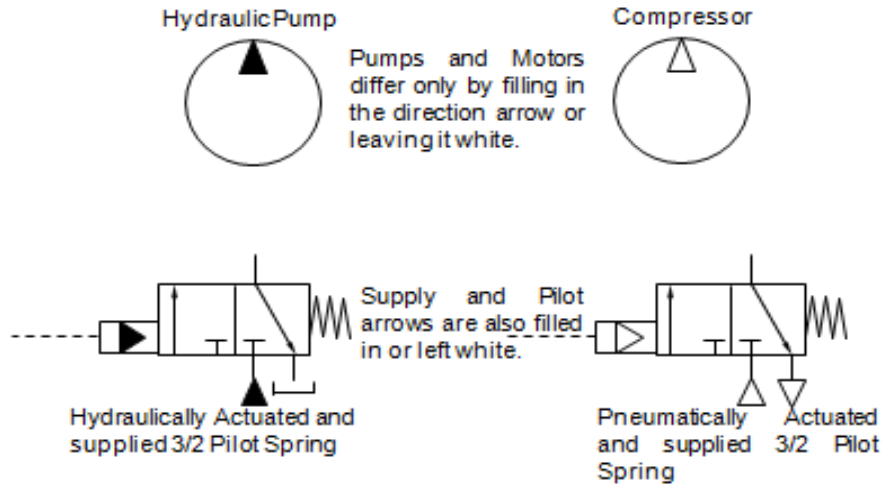 Hydraulic Pump
Compressor
Pumps and Motors
differ only by filling in
the direction arrow or
leaving it white.
Supply and Pilot
arrows are also filled
in or left white.
Hydraulically Actuated and
supplied 3/2 Pilot Spring
Pneumatically Actuated
and supplied 3/2 Pilot
Spring